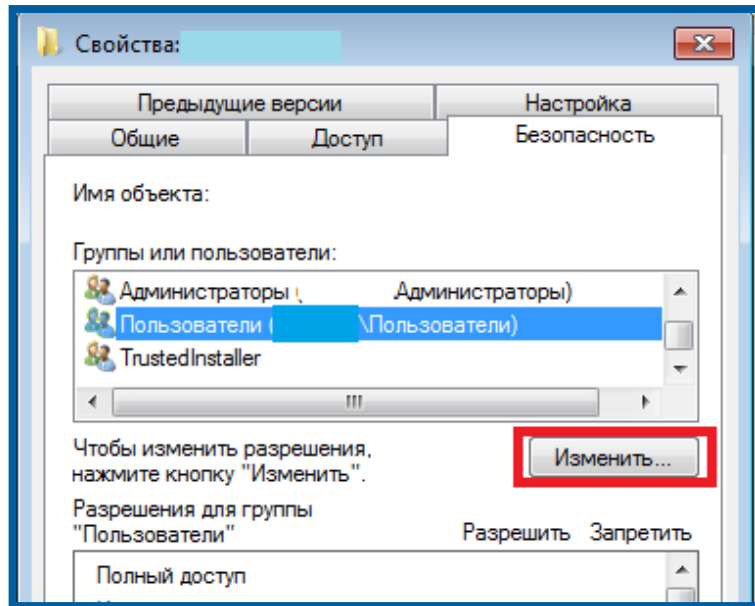 Свойства:
Предыдущие версии Настройка
Общие Доступ Безопасность
Имя объекта:
Группы или пользователи:
Администраторы ( Администраторы)
Пользователи ( \Пользователи)
TrustedInstaller
Чтобы изменить разрешения,
нажмите кнопку "Изменить".
Изменить...
Разрешения для группы
"Пользователи" Разрешить Запретить
Полный доступ